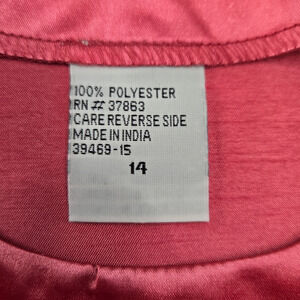 100% POLYESTER
RN # 37863
CARE REVERSE SIDE
MADE IN INDIA
39469-15
14